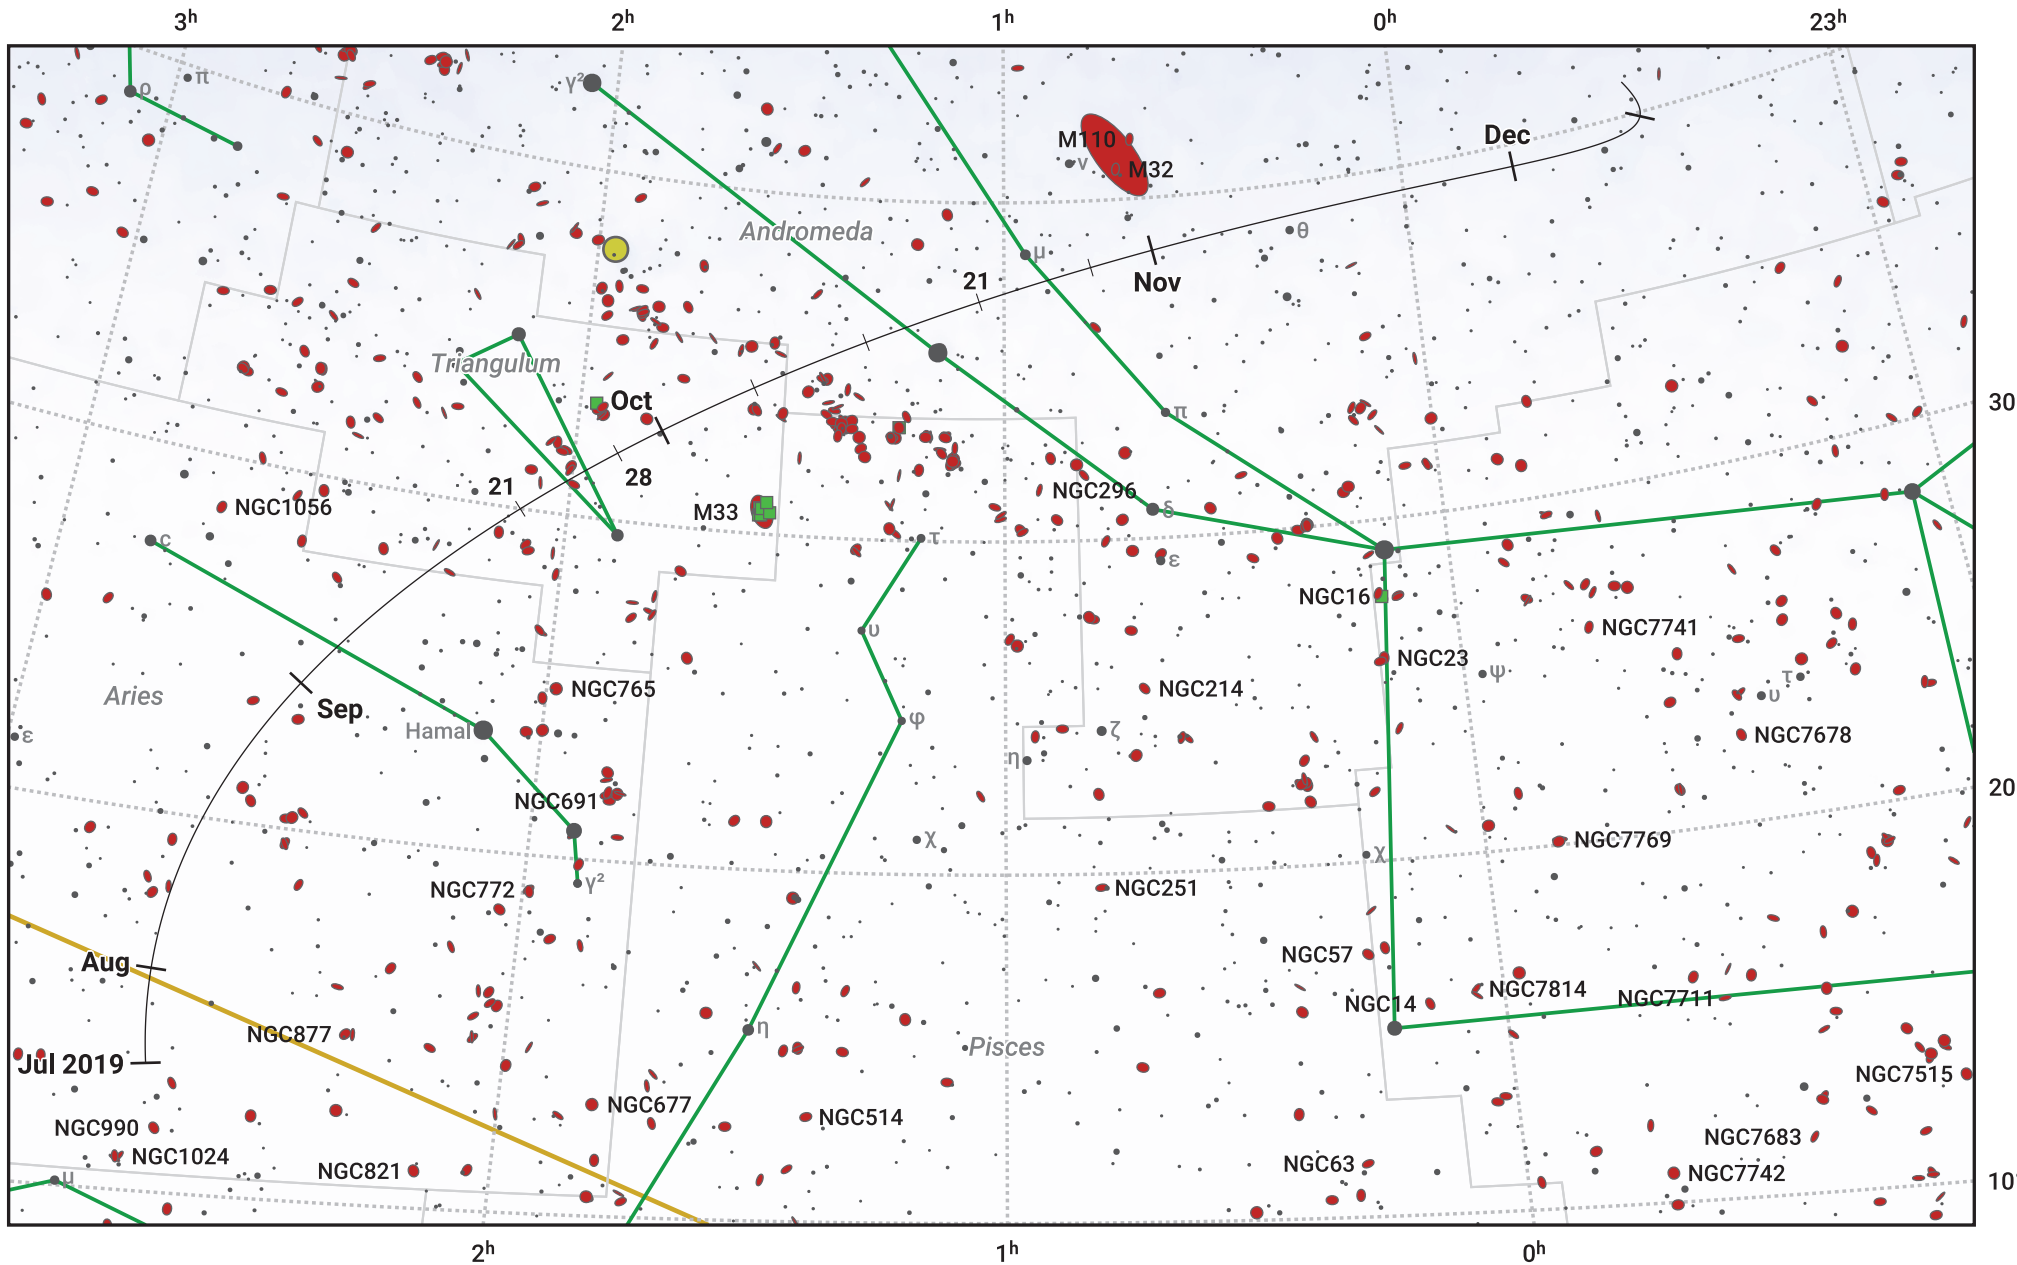 3h 2h 1h 0h 23h
ο π γ²
M110
ν M32
Dec
Andromeda θ
μ
21 Nov
Triangulum
Oct 30
π
21 28
NGC1056 M33 NGC296 δ
c τ ε
NGC16
υ NGC7741
NGC23 ψ
Aries NGC765 NGC214 τ υ
Sep φ
ε Hamal ζ NGC7678
η
20
NGC691
χ χ NGC7769
NGC772 γ² NGC251
Aug NGC57
NGC7814
NGC14 NGC7711
NGC877 η
Pisces
Jul 2019 NGC7515
NGC677 NGC514
NGC990 NGC7683
NGC1024 NGC63
μ NGC821 NGC7742 10°
2h 1h 0h